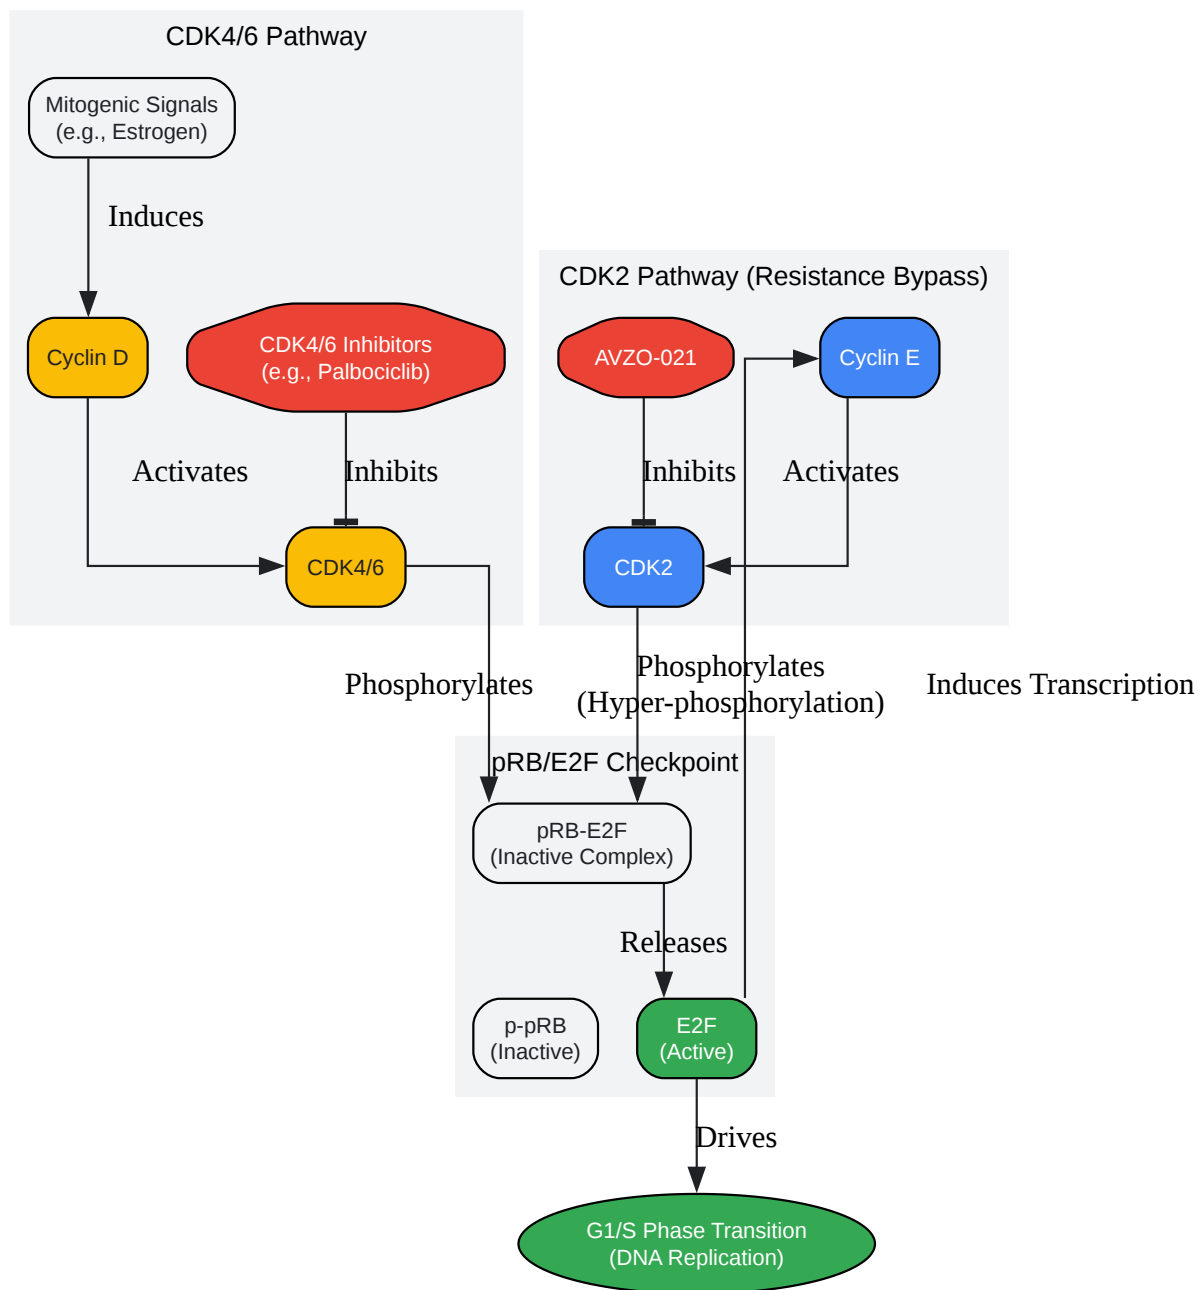 CDK4/6 Pathway
Mitogenic Signals
(e.g., Estrogen)
Induces
CDK2 Pathway (Resistance Bypass)
Cyclin D
CDK4/6 Inhibitors
(e.g., Palbociclib)
AVZO-021
Cyclin E
Activates
Inhibits
Inhibits
Activates
CDK4/6
CDK2
Phosphorylates
Phosphorylates
(Hyper-phosphorylation)
Induces Transcription
pRB/E2F Checkpoint
pRB-E2F
(Inactive Complex)
Releases
p-pRB
(Inactive)
E2F
(Active)
Drives
G1/S Phase Transition
(DNA Replication)